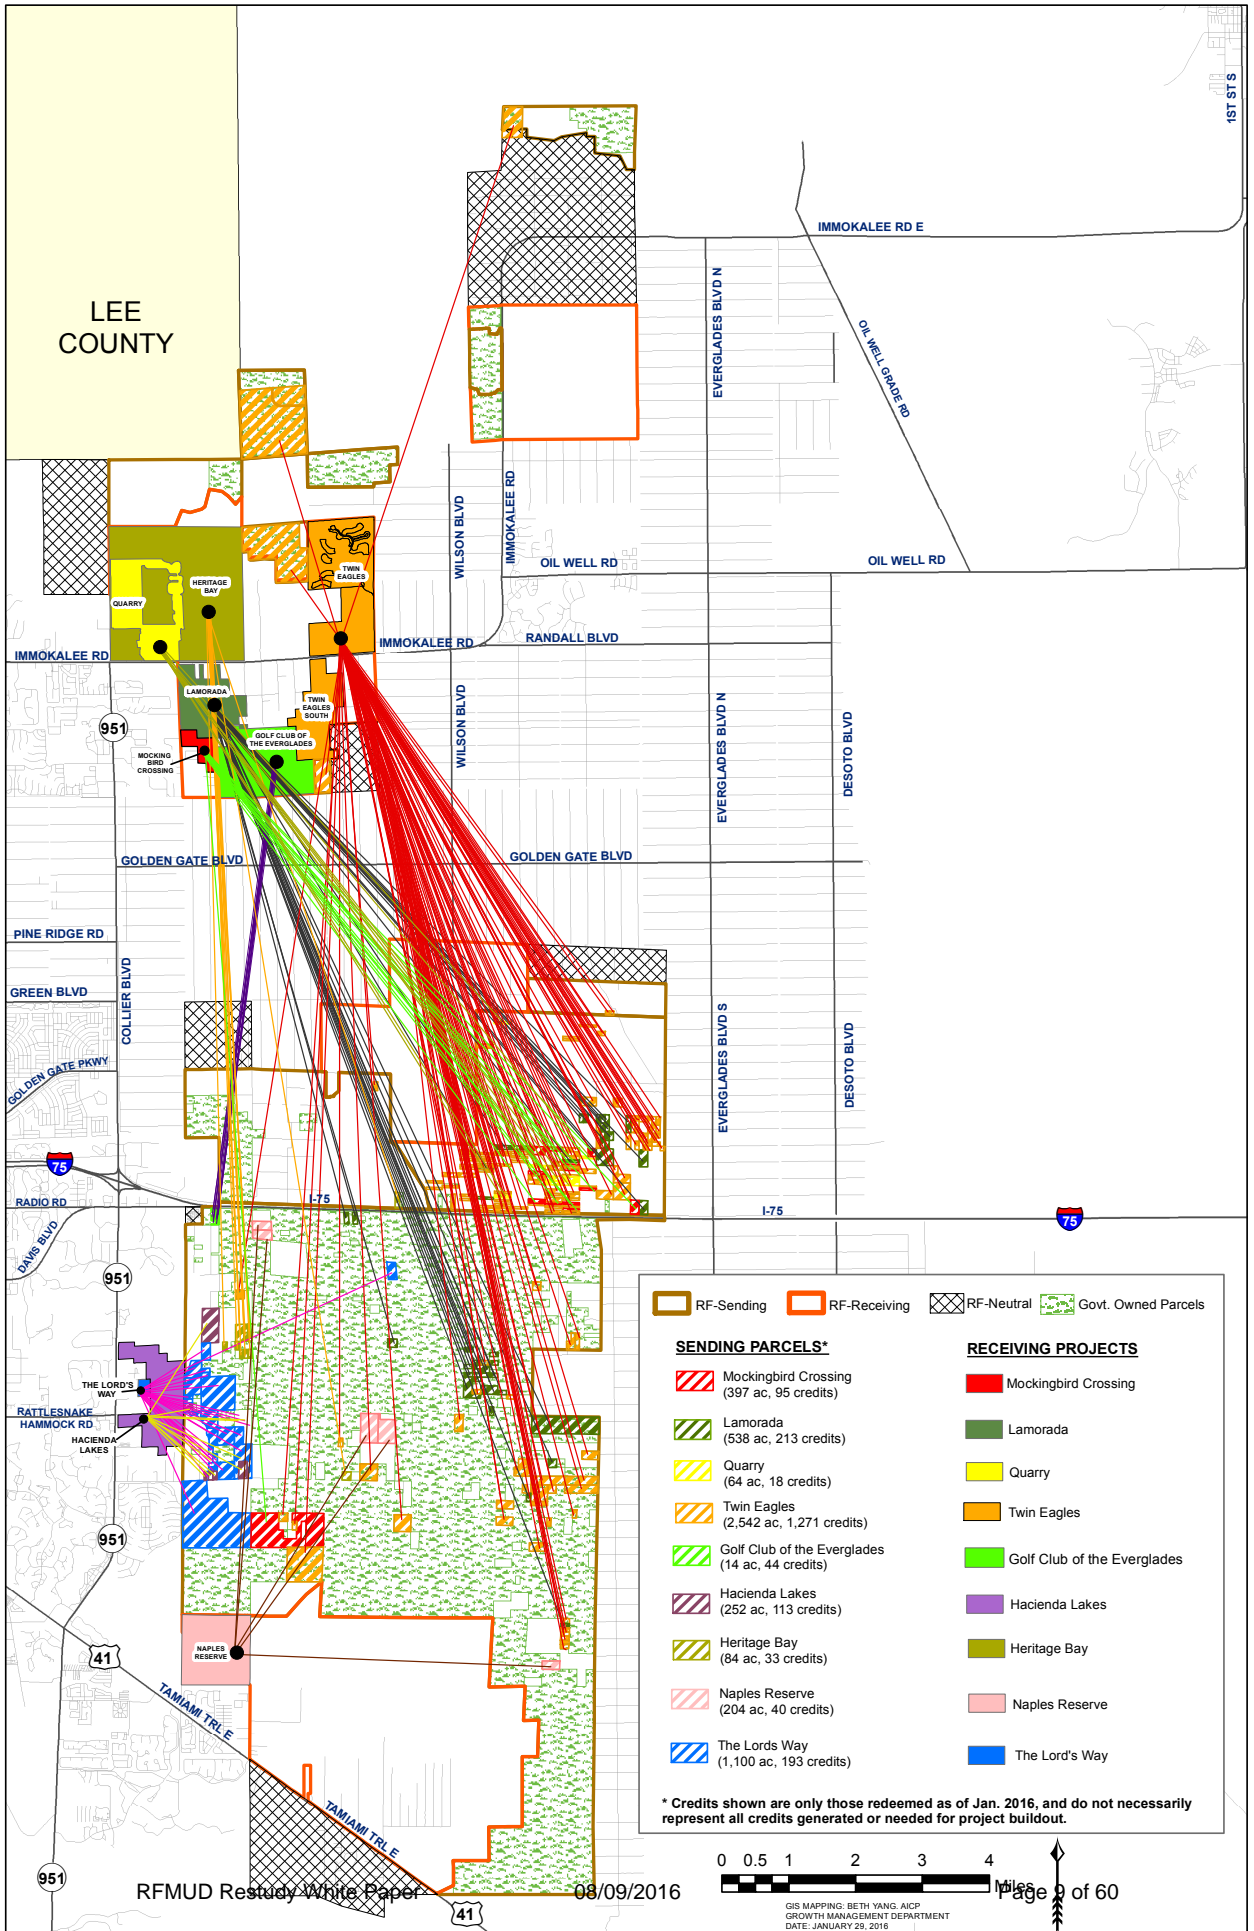 1ST ST S
IMMOKALEE RD E
LEE
COUNTY
EVERGLADES BLVD N
OIL WELL GRADE RD
WILSON BLVD
IMMOKALEE RD
OIL WELL RD
OIL WELL RD
TWIN
EAGLES
HERITAGE
BAY
QUARRY
IMMOKALEE RD
IMMOKALEE RD
RANDALL BLVD
LAMORADA
TWIN
EAGLES
SOUTH
WILSON BLVD
EVERGLADES BLVD N
DESOTO BLVD
951
GOLF CLUB OF
THE EVERGLADES
MOCKING
BIRD
CROSSING
GOLDEN GATE BLVD
GOLDEN GATE BLVD
PINE RIDGE RD
GREEN BLVD
COLLIER BLVD
EVERGLADES BLVD S
DESOTO BLVD
GOLDEN GATE PKWY
75
RADIO RD
I-75
I-75
75
DAVIS BLVD
951
THE LORD'S
WAY
RATTLESNAKE
HAMMOCK RD
HACIENDA
LAKES
951
NAPLES
RESERVE
41
TAMIAMI TRL E
TAMIAMI TRL E
951
41
RF-Sending
RF-Receiving
RF-Neutral
Govt. Owned Parcels
SENDING PARCELS*
Mockingbird Crossing
(397 ac, 95 credits)
Lamorada
(538 ac, 213 credits)
Quarry
(64 ac, 18 credits)
Twin Eagles
(2,542 ac, 1,271 credits)
Golf Club of the Everglades
(14 ac, 44 credits)
Hacienda Lakes
(252 ac, 113 credits)
Heritage Bay
(84 ac, 33 credits)
Naples Reserve
(204 ac, 40 credits)
The Lords Way
(1,100 ac, 193 credits)
RECEIVING PROJECTS
Mockingbird Crossing
Lamorada
Quarry
Twin Eagles
Golf Club of the Everglades
Hacienda Lakes
Heritage Bay
Naples Reserve
The Lord's Way
* Credits shown are only those redeemed as of Jan. 2016, and do not necessarily
represent all credits generated or needed for project buildout.
0 0.5 1 2 3 4
Miles
RFMUD Restudy White Paper 08/09/2016 Page 9 of 60
GIS MAPPING: BETH YANG, AICP
GROWTH MANAGEMENT DEPARTMENT
DATE: JANUARY 29, 2016